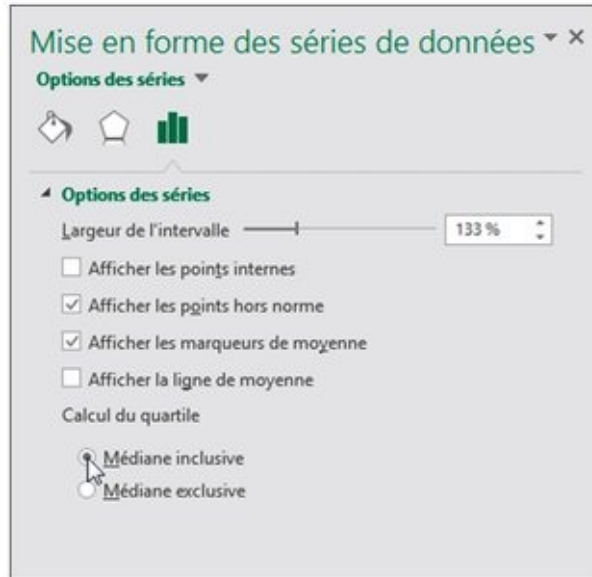 Mise en forme des séries de données
Options des séries
Options des séries
Largeur de l'intervalle 133 %
Afficher les points internes
Afficher les points hors norme
Afficher les marqueurs de moyenne
Afficher la ligne de moyenne
Calcul du quartile
Médiane inclusive
Médiane exclusive